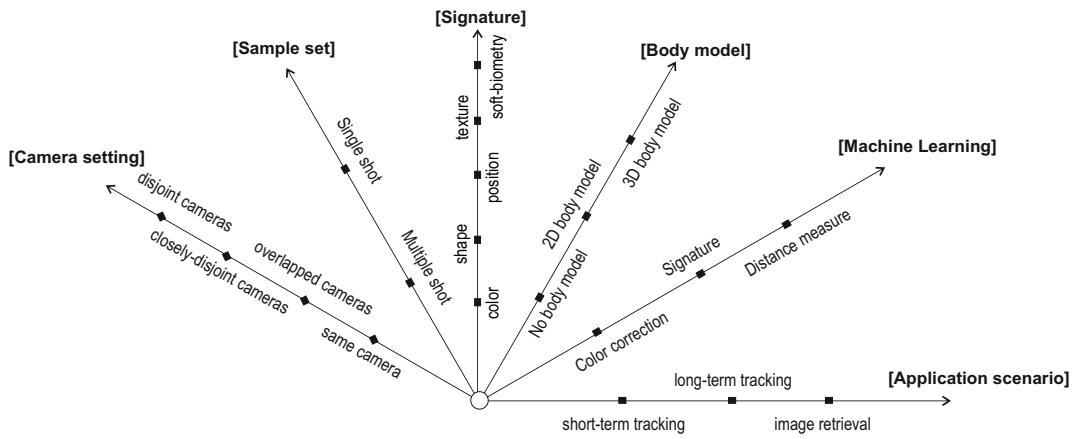 [Signature]
[Sample set]
[Body model]
soft-biometry
texture
Single shot
3D body model
[Camera setting]
[Machine Learning]
position
disjoint cameras
2D body model
closely-disjoint cameras
overlapped cameras
Multiple shot
shape
Signature
Distance measure
color
No body model
same camera
Color correction
long-term tracking
[Application scenario]
short-term tracking
image retrieval